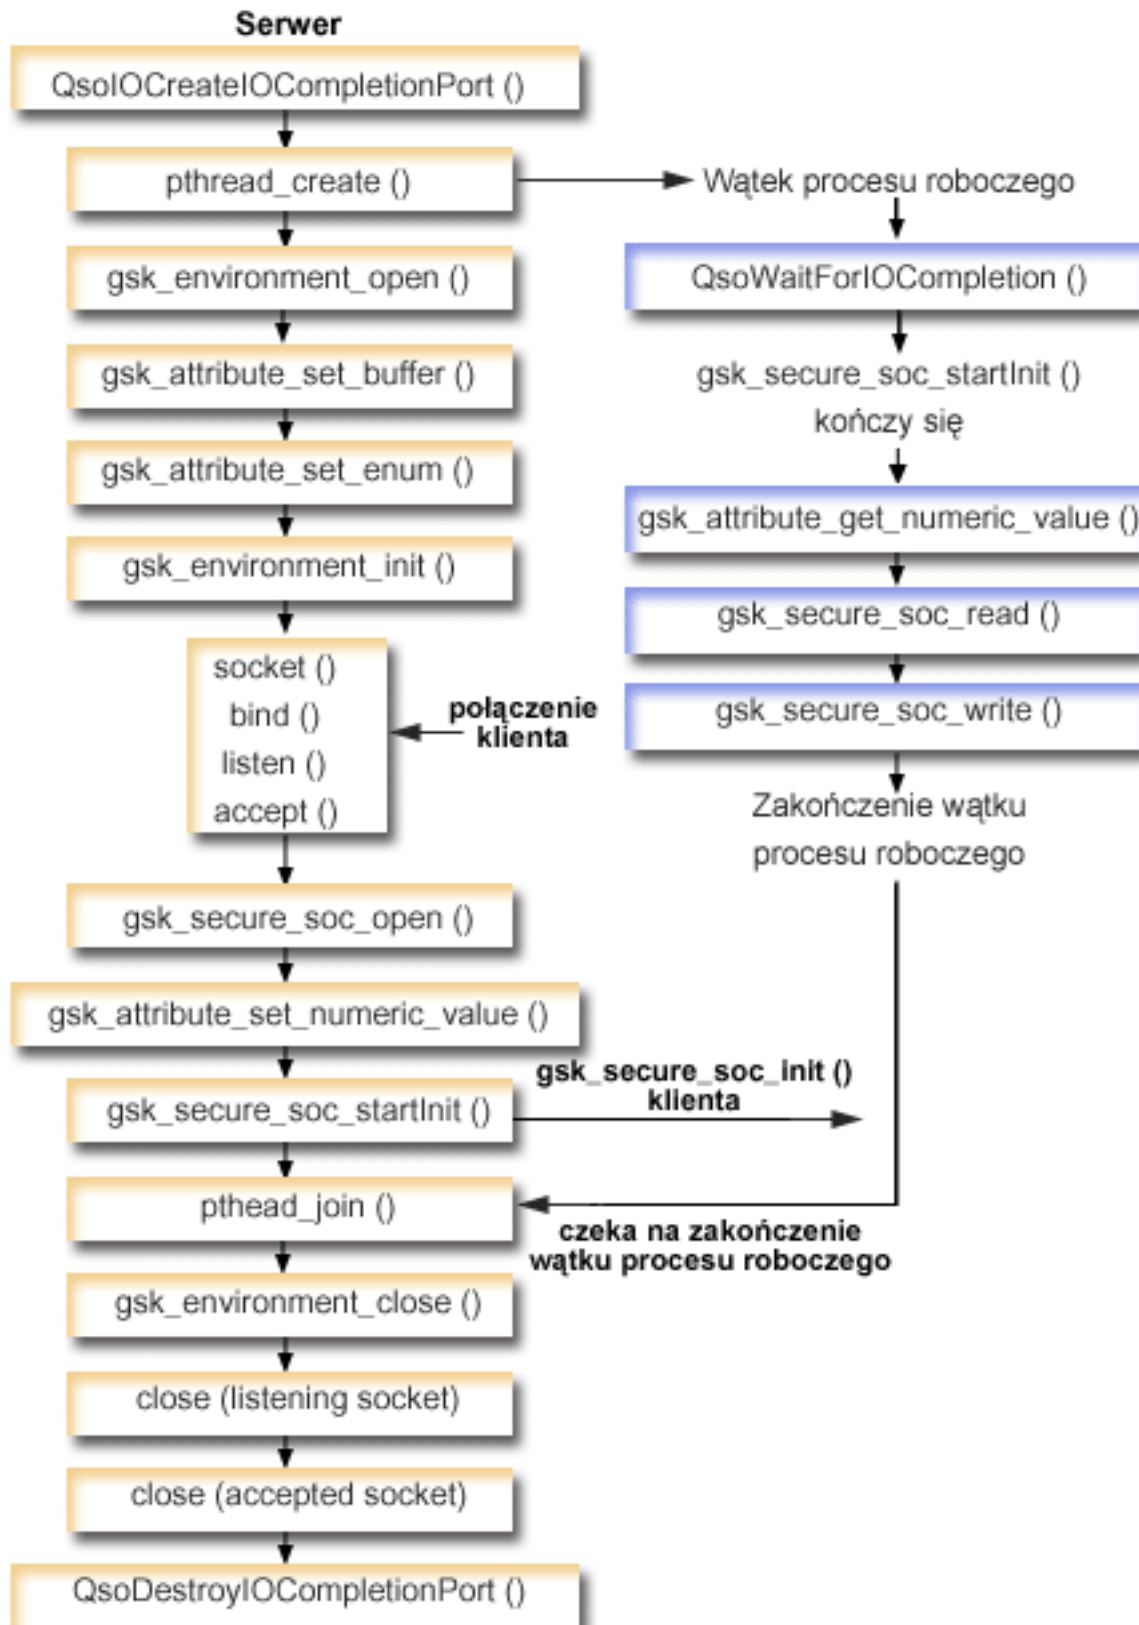 Serwer
QsoIOCreateIOCompletionPort ()
pthread_create ()
Wątek procesu roboczego
gsk_environment_open ()
QsoWaitForIOCompletion ()
gsk_attribute_set_buffer ()
gsk_secure_soc_startInit ()
kończy się
gsk_attribute_set_enum ()
gsk_attribute_get_numeric_value ()
gsk_environment_init ()
gsk_secure_soc_read ()
socket ()
bind ()
listen ()
accept ()
połączenie
klienta
gsk_secure_soc_write ()
Zakończenie wątku
procesu roboczego
gsk_secure_soc_open ()
gsk_attribute_set_numeric_value ()
gsk_secure_soc_startInit ()
gsk_secure_soc_init ()
klienta
pthead_join ()
czeka na zakończenie
wątku procesu roboczego
gsk_environment_close ()
close (listening socket)
close (accepted socket)
QsoDestroyIOCompletionPort ()